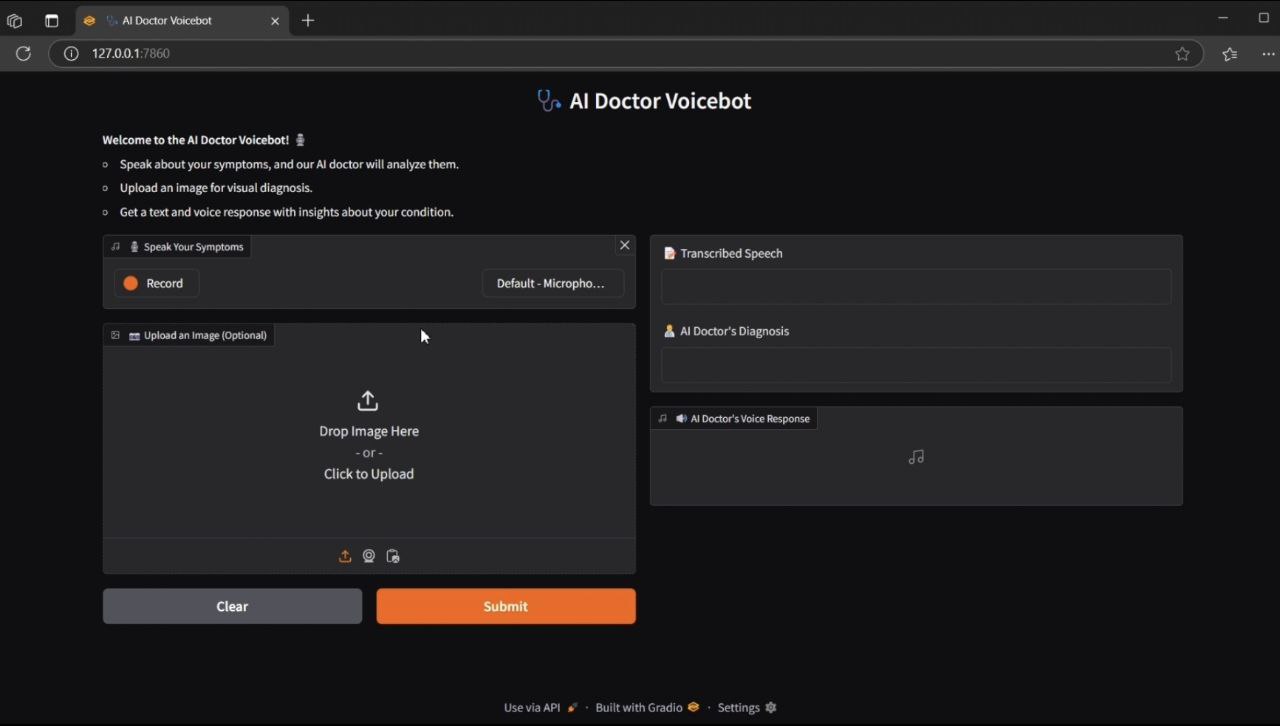 AI Doctor Voicebot
127.0.0.1:7860
AI Doctor Voicebot
Welcome to the AI Doctor Voicebot!
Speak about your symptoms, and our AI doctor will analyze them.
Upload an image for visual diagnosis.
Get a text and voice response with insights about your condition.
Speak Your Symptoms
Record
Default - Micropho...
Upload an Image (Optional)
Drop Image Here
- or -
Click to Upload
Clear
Submit
Transcribed Speech
AI Doctor's Diagnosis
AI Doctor's Voice Response
Use via API · Built with Gradio · Settings